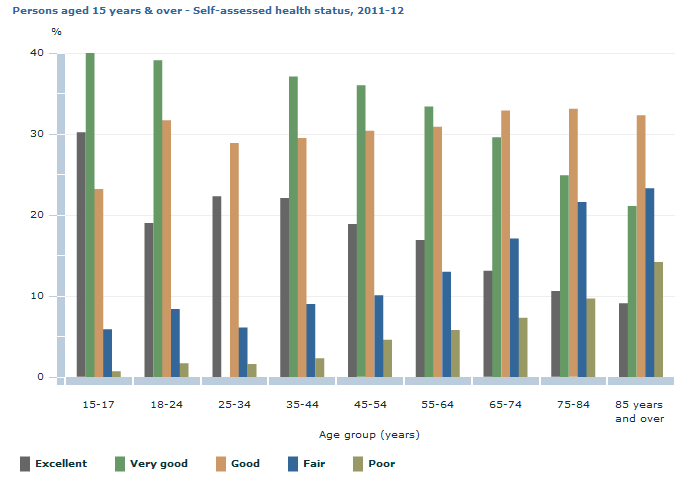 Persons aged 15 years & over - Self-assessed health status, 2011-12
%
40
30
20
10
0
15-17 18-24 25-34 35-44 45-54 55-64 65-74 75-84 85 years
and over
Age group (years)
Excellent Very good Good Fair Poor